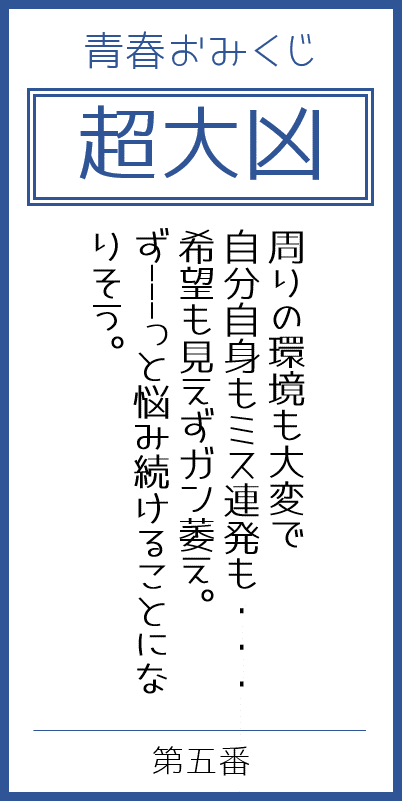 青春おみくじ
超大凶
周りの環境も大変で
自分自身もミス連発も・・・
希望も見えずガン萎え。
ずーーっと悩み続けることにな
りそう。
第五番